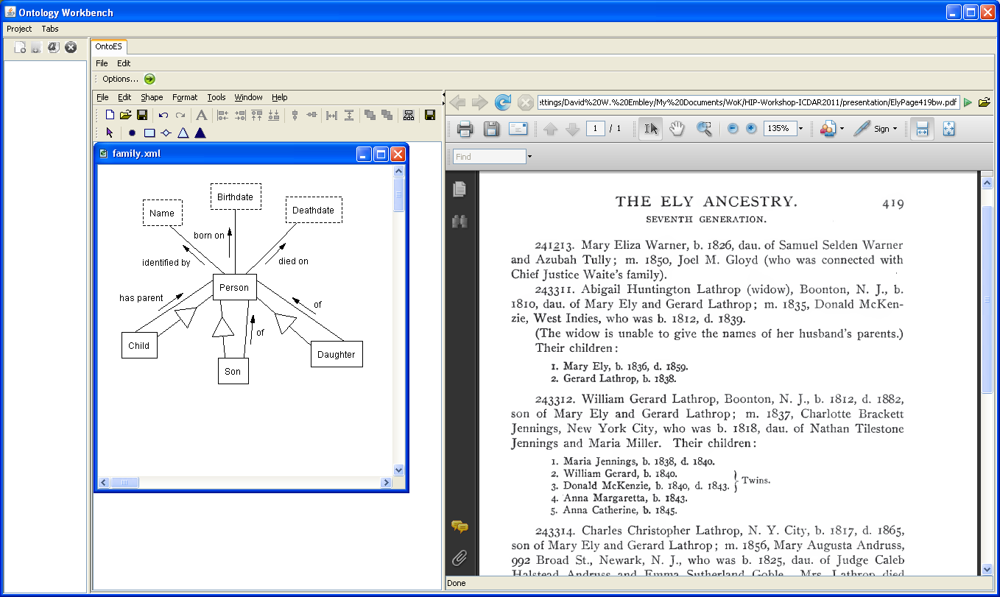 Ontology Workbench
Project Tabs
OntoES
File Edit
Options...
File Edit Shape Format Tools Window Help
family.xml
Name
Birthdate
Deathdate
born on
identified by
died on
Person
has parent
of
of
Child
Son
Daughter
:ttings/David%20W.%20Embley/My%20Documents/WoK/HIP-Workshop-ICDAR2011/presentation/ElyPage419bw.pdf
1 / 1
135%
Sign
Find
THE ELY ANCESTRY. 419
SEVENTH GENERATION.
241213. Mary Eliza Warner, b. 1826, dau. of Samuel Selden Warner
and Azubah Tully; m. 1850, Joel M. Gloyd (who was connected with
Chief Justice Waite's family).
243311. Abigail Huntington Lathrop (widow), Boonton, N. J., b.
1810, dau. of Mary Ely and Gerard Lathrop; m. 1835, Donald McKen-
zie, West Indies, who was b. 1812, d. 1839.
(The widow is unable to give the names of her husband's parents.)
Their children:
1. Mary Ely, b. 1836, d. 1859.
2. Gerard Lathrop, b. 1838.
243312. William Gerard Lathrop, Boonton, N. J., b. 1812, d. 1882,
son of Mary Ely and Gerard Lathrop; m. 1837, Charlotte Brackett
Jennings, New York City, who was b. 1818, dau. of Nathan Tilestone
Jennings and Maria Miller. Their children:
1. Maria Jennings, b. 1838, d. 1840.
2. William Gerard, b. 1840.
3. Donald McKenzie, b. 1840, d. 1843. } Twins.
4. Anna Margaretta, b. 1843.
5. Anna Catherine, b. 1845.
243314. Charles Christopher Lathrop, N. Y. City, b. 1817, d. 1865,
son of Mary Ely and Gerard Lathrop; m. 1856, Mary Augusta Andruss,
992 Broad St., Newark, N. J., who was b. 1825, dau. of Judge Caleb
Halstead Andruss and Emma Sutherland Goble. Mrs. Lathrop died
Done